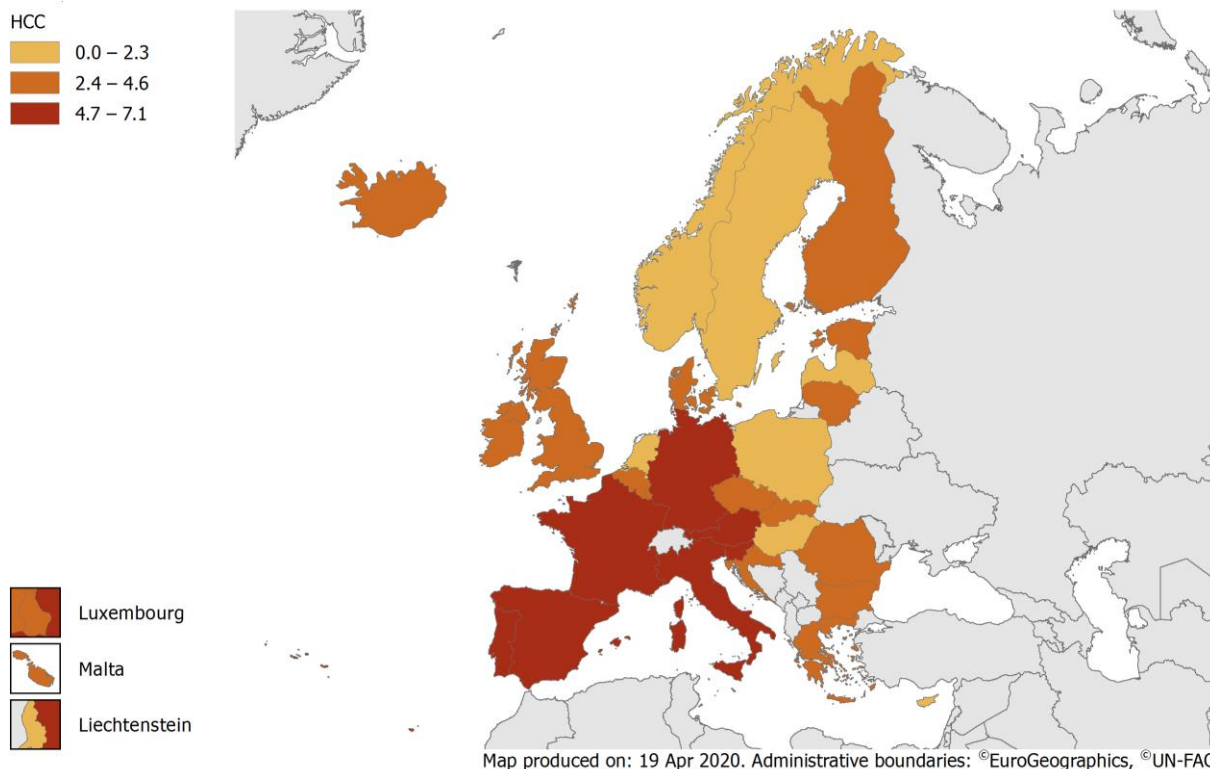 HCC
0.0 – 2.3
2.4 – 4.6
4.7 – 7.1
Luxembourg
Malta
Liechtenstein
Map produced on: 19 Apr 2020. Administrative boundaries: ©EuroGeographics, ©UN-FAO